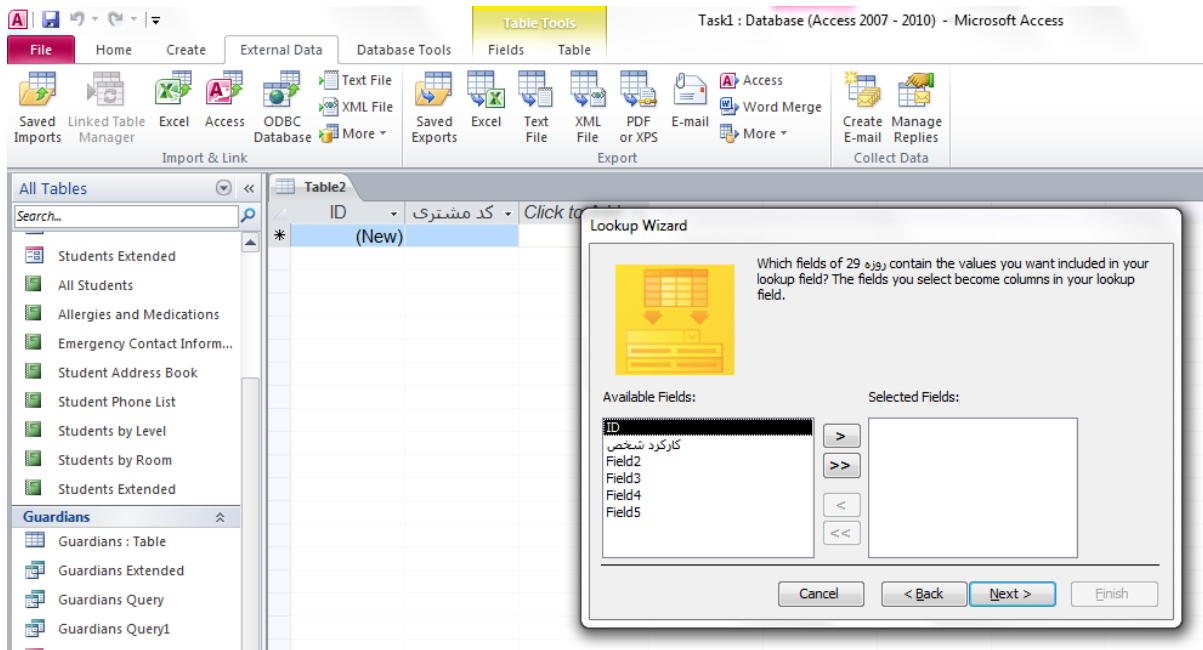 Table Tools
Task1 : Database (Access 2007 - 2010) - Microsoft Access
File Home Create External Data Database Tools Fields Table
Saved Imports
Linked Table Manager
Excel
Access
ODBC Database
Text File
XML File
More
Import & Link
Saved Exports
Excel
Text File
XML File
PDF or XPS
E-mail
Access
Word Merge
More
Export
Create E-mail
Manage Replies
Collect Data
All Tables
Search...
Students Extended
All Students
Allergies and Medications
Emergency Contact Inform...
Student Address Book
Student Phone List
Students by Level
Students by Room
Students Extended
Guardians
Guardians : Table
Guardians Extended
Guardians Query
Guardians Query1
Table2
ID کد مشتری Click to
(New)
Lookup Wizard
Which fields of 29 روزه contain the values you want included in your
lookup field? The fields you select become columns in your lookup
field.
Available Fields:
ID
کارکرد شخص
Field2
Field3
Field4
Field5
>
>>
<
<<
Selected Fields:
Cancel < Back Next > Finish